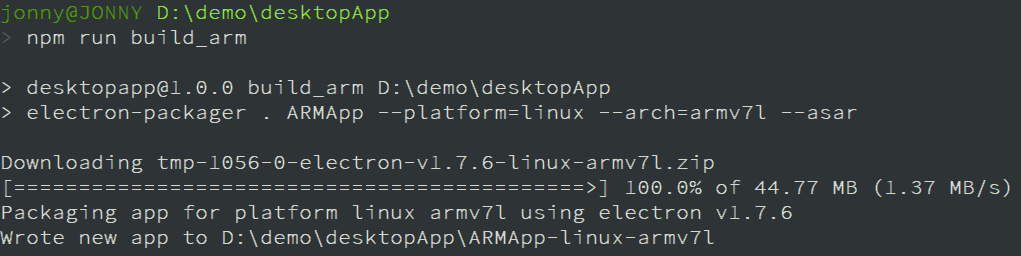 jonny@JONNY D:\demo\desktopApp
> npm run build_arm
> desktopapp@1.0.0 build_arm D:\demo\desktopApp
> electron-packager . ARMApp --platform=linux --arch=armv7l --asar
Downloading tmp-1056-0-electron-v1.7.6-linux-armv7l.zip
[============================================>] 100.0% of 44.77 MB (1.37 MB/s)
Packaging app for platform linux armv7l using electron v1.7.6
Wrote new app to D:\demo\desktopApp\ARMApp-linux-armv7l